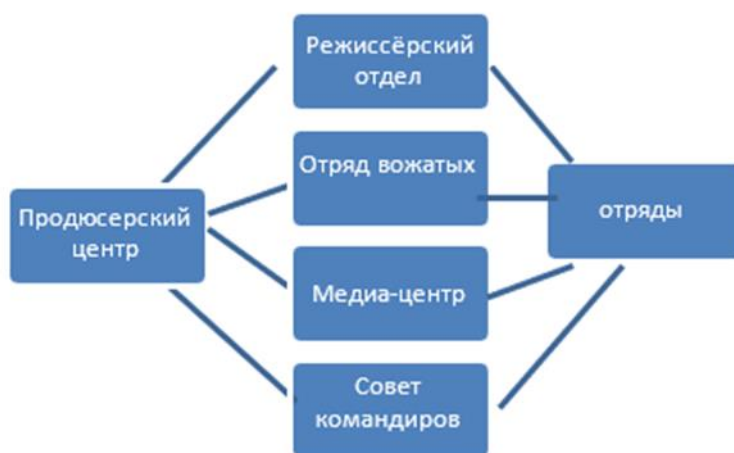 Режиссёрский
отдел
Отряд вожатых
Продюсерский
центр
отряды
Медиа-центр
Совет
командиров